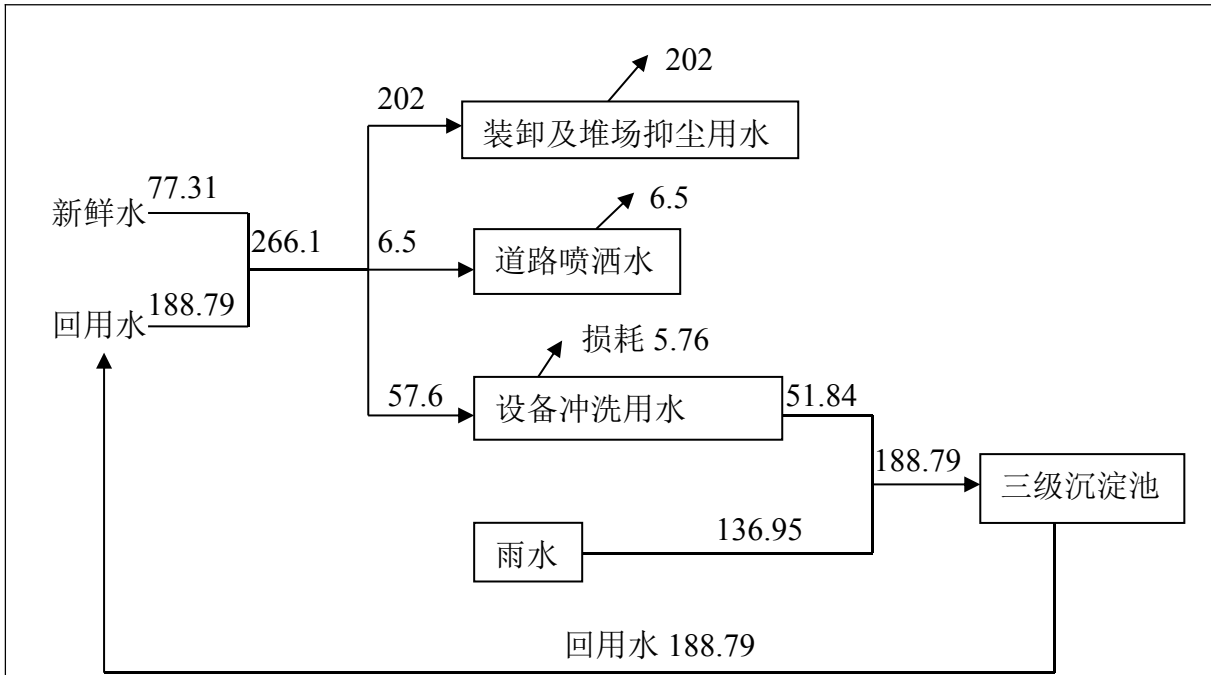 202
202
装卸及堆场抑尘用水
77.31
新鲜水
6.5
266.1
6.5
道路喷洒水
188.79
回用水
损耗 5.76
57.6
设备冲洗用水
51.84
188.79
三级沉淀池
136.95
雨水
回用水 188.79